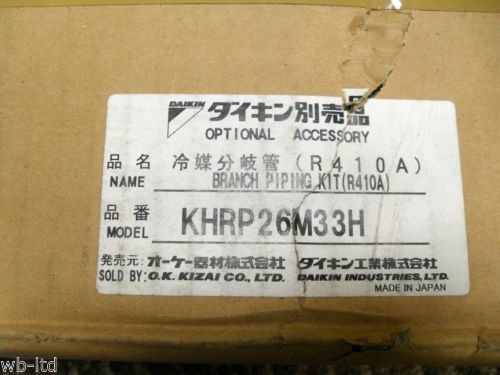 DAIKIN ダイキン別売品
OPTIONAL ACCESSORY
品名 冷媒分岐管(R410A)
NAME BRANCH PIPING KIT(R410A)
品番
MODEL KHRP26M33H
発売元: オーケー器材株式会社 ダイキン工業株式会社
SOLD BY: O.K. KIZAI CO., LTD. DAIKIN INDUSTRIES, LTD.
MADE IN JAPAN
wb-ltd